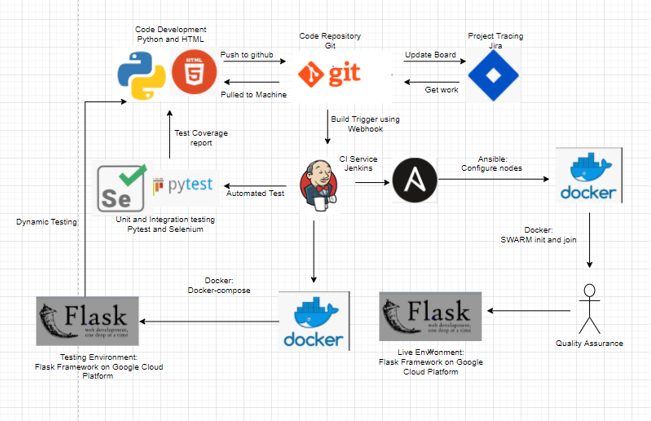 Code Development
Python and HTML
Code Repository
Git
Project Tracing
Jira
HTML
5
Push to github
git
Update Board
Pulled to Machine
Get work
Build Trigger using
Webhook
Test Coverage
report
CI Service
Jenkins
Ansible:
Configure nodes
Se
pytest
Automated Test
A
docker
Unit and Integration testing
Pytest and Selenium
Dynamic Testing
Docker:
SWARM init and join
Docker:
Docker-compose
Flask
web development,
one drop at a time
docker
Flask
web development,
one drop at a time
Quality Assurance
Testing Environment:
Flask Framework on Google Cloud
Platform
Live Environment:
Flask Framework on Google
Cloud Platform